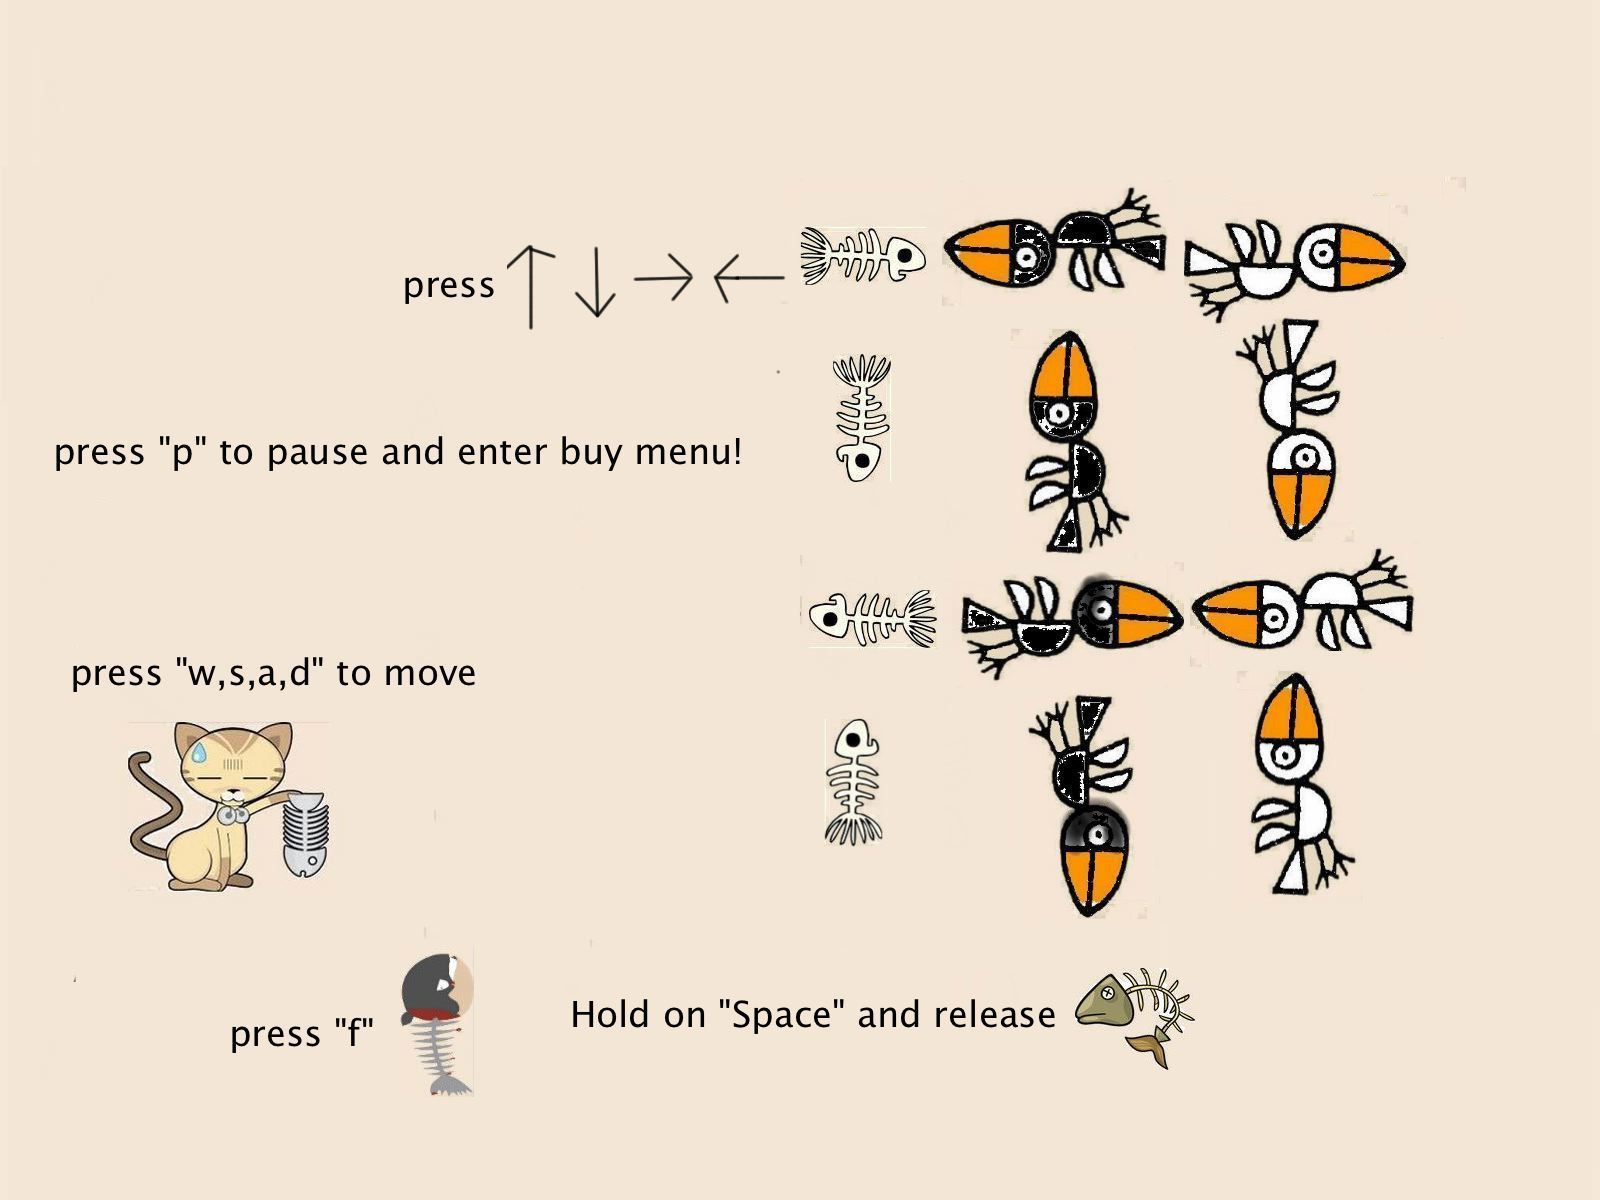 press
press "p" to pause and enter buy menu!
press "w,s,a,d" to move
press "f"
Hold on "Space" and release